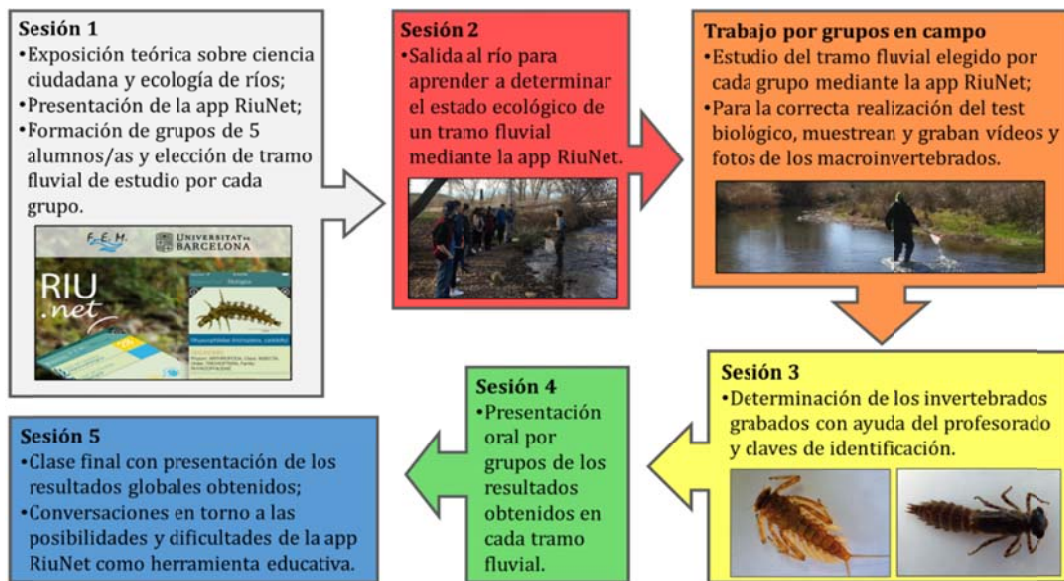 Sesión 1
•Exposición teórica sobre ciencia
ciudadana y ecología de ríos;
•Presentación de la app RiuNet;
•Formación de grupos de 5
alumnos/as y elección de tramo
fluvial de estudio por cada
grupo.
F. E. M.
UNIVERSITAT DE
BARCELONA
RIU
.net
Sesión 2
•Salida al río para
aprender a determinar
el estado ecológico de
un tramo fluvial
mediante la app RiuNet.
Trabajo por grupos en campo
•Estudio del tramo fluvial elegido por
cada grupo mediante la app RiuNet;
•Para la correcta realización del test
biológico, muestrean y graban vídeos y
fotos de los macroinvertebrados.
Sesión 3
•Determinación de los invertebrados
grabados con ayuda del profesorado
y claves de identificación.
Sesión 4
•Presentación
oral por
grupos de los
resultados
obtenidos en
cada tramo
fluvial.
Sesión 5
•Clase final con presentación de los
resultados globales obtenidos;
•Conversaciones en torno a las
posibilidades y dificultades de la app
RiuNet como herramienta educativa.